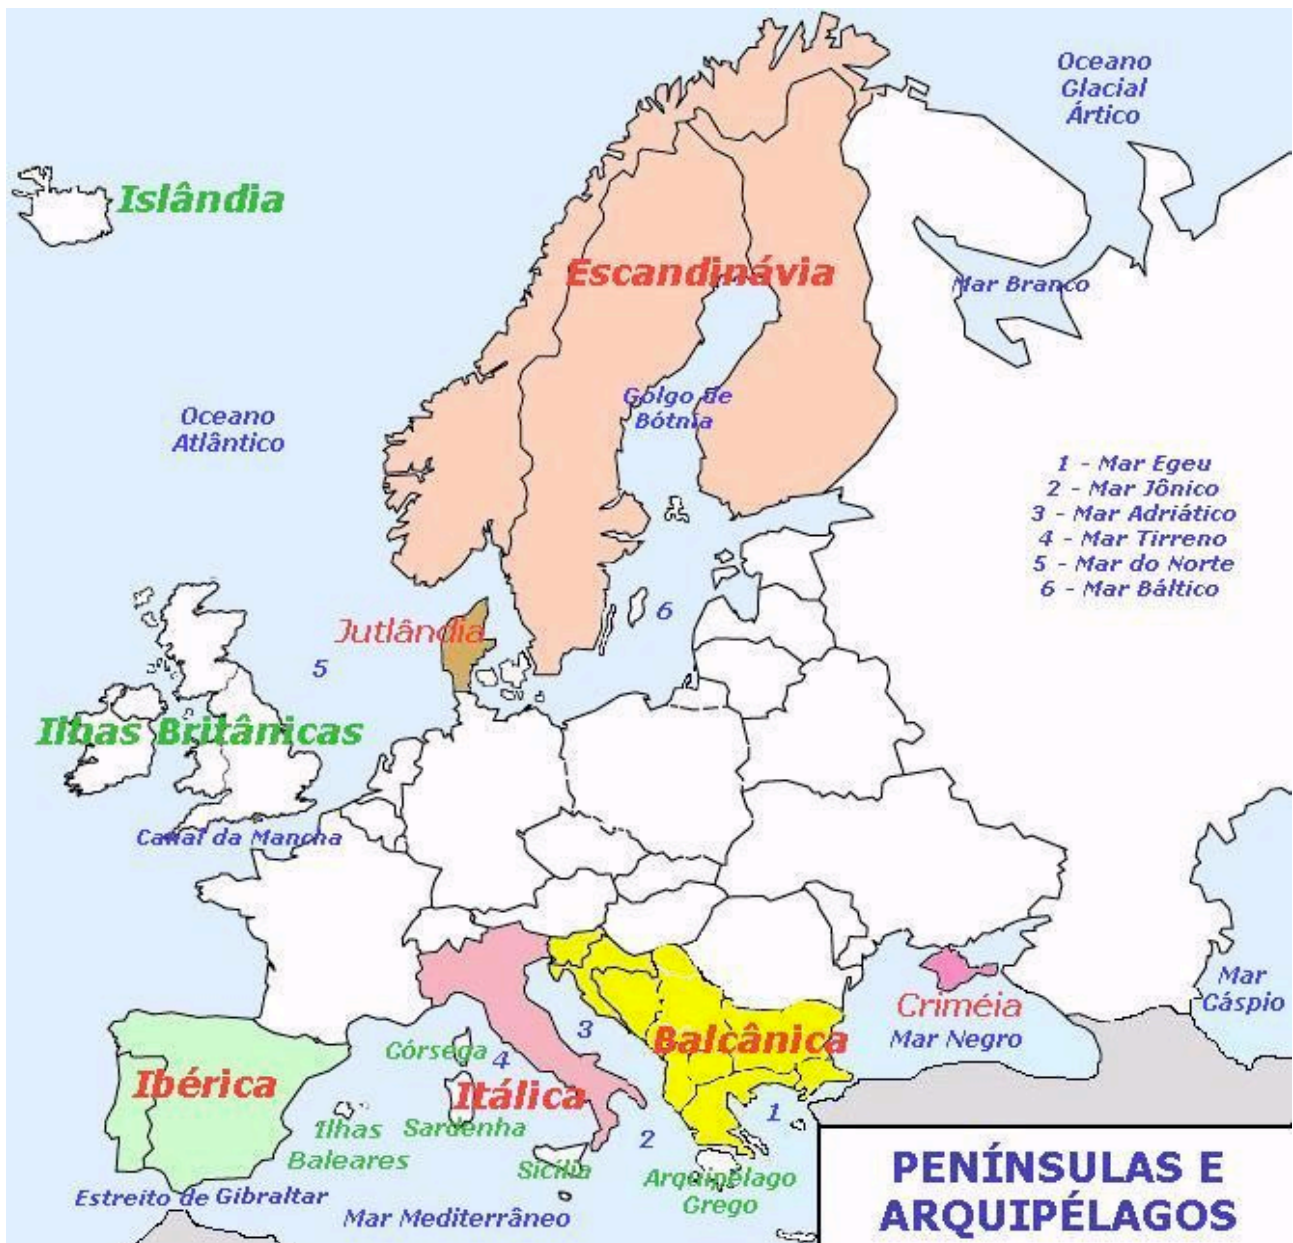 Oceano
Glacial
Ártico
Islândia
Escandinávia
Mar Branco
Oceano
Atlântico
Golgo de
Bótnia
1 - Mar Egeu
2 - Mar Jônico
3 - Mar Adriático
4 - Mar Tirreno
5 - Mar do Norte
6 - Mar Báltico
6
Jutlândia
5
Ilhas Britânicas
Canal da Mancha
Mar
Cáspio
Criméia
Mar Negro
3
Balcânica
Córsega
4
Ibérica
Itálica
1
Ilhas
Baleares
Sardenha
2
Sicília
Arquipélago
Grego
Estreito de Gibraltar
Mar Mediterrâneo
PENÍNSULAS E
ARQUIPÉLAGOS